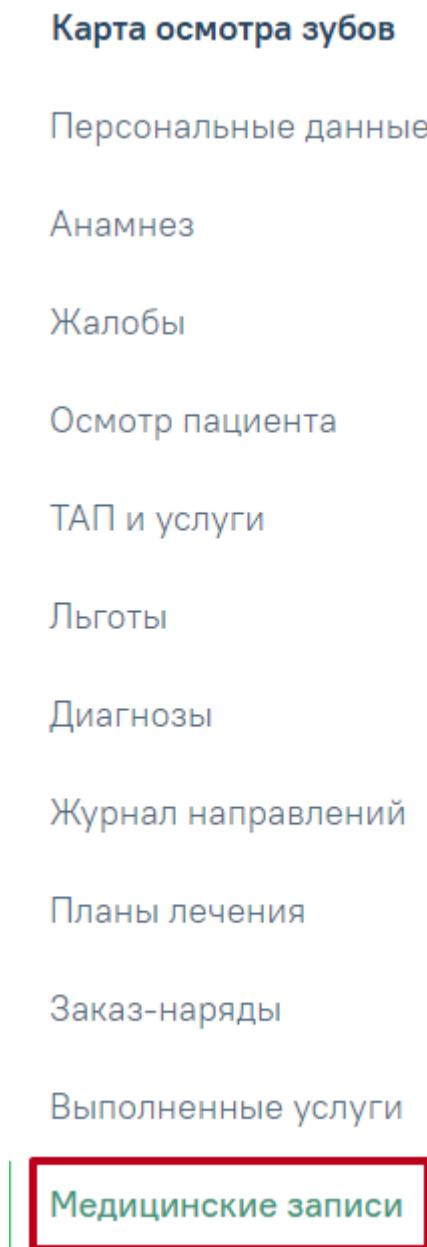 Карта осмотра зубов
Персональные данные
Анамнез
Жалобы
Осмотр пациента
ТАП и услуги
Льготы
Диагнозы
Журнал направлений
Планы лечения
Заказ-наряды
Выполненные услуги
Медицинские записи